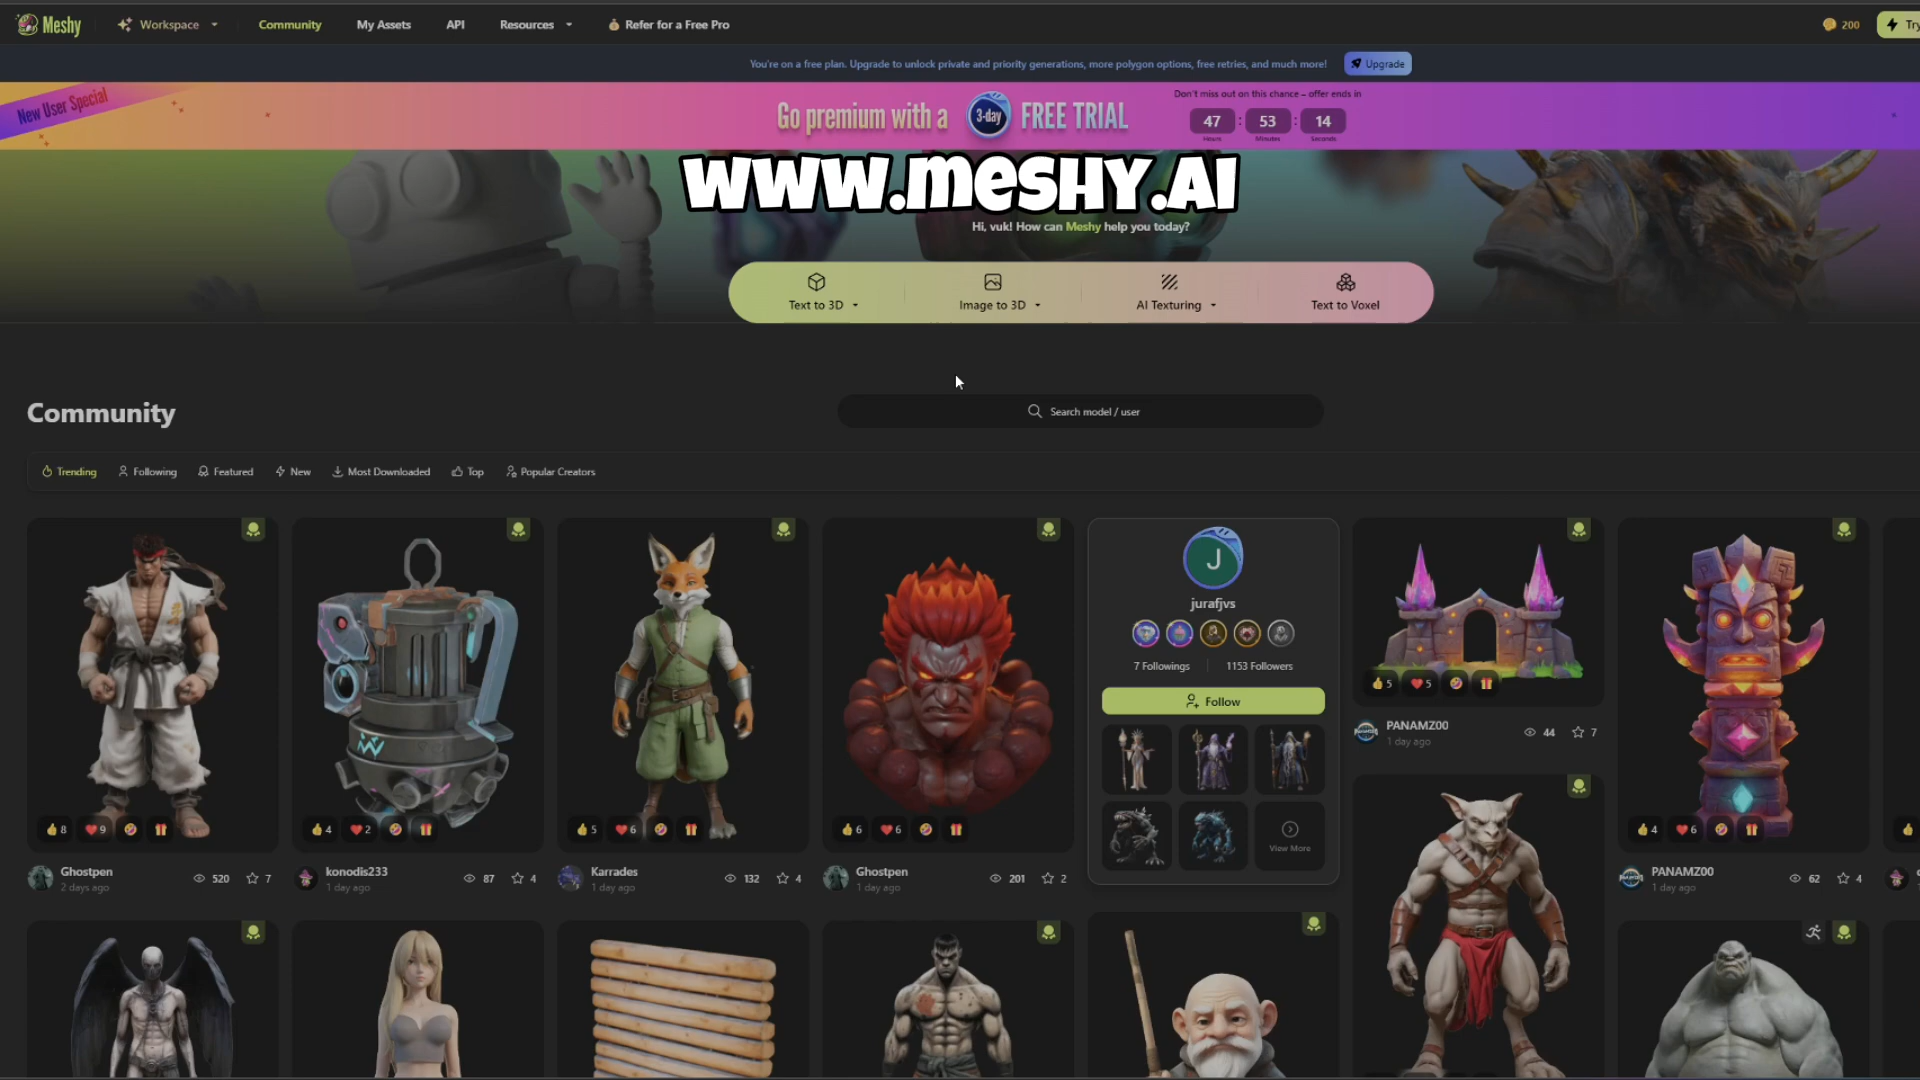 Meshy
Workspace
Community
My Assets
API
Resources
Refer for a Free Pro
200
Try
You're on a free plan. Upgrade to unlock private and priority generations, more polygon options, free retries, and much more!
Upgrade
New User Special
Go premium with a 3-day FREE TRIAL
Don't miss out on this chance – offer ends in
47 : 53 : 14
Hours Minutes Seconds
www.meshy.ai
Hi, vuk! How can Meshy help you today?
Text to 3D
Image to 3D
AI Texturing
Text to Voxel
Community
Search model / user
Trending
Following
Featured
New
Most Downloaded
Top
Popular Creators
8 9
Ghostpen
2 days ago
520 7
4 2
konodis233
1 day ago
87 4
5 6
Karrades
1 day ago
132 4
6 6
Ghostpen
1 day ago
201 2
J
jurafjvs
7 Followings 1153 Followers
Follow
View More
5 5
PANAMZ00
1 day ago
44 7
4 6
PANAMZ00
1 day ago
62 4